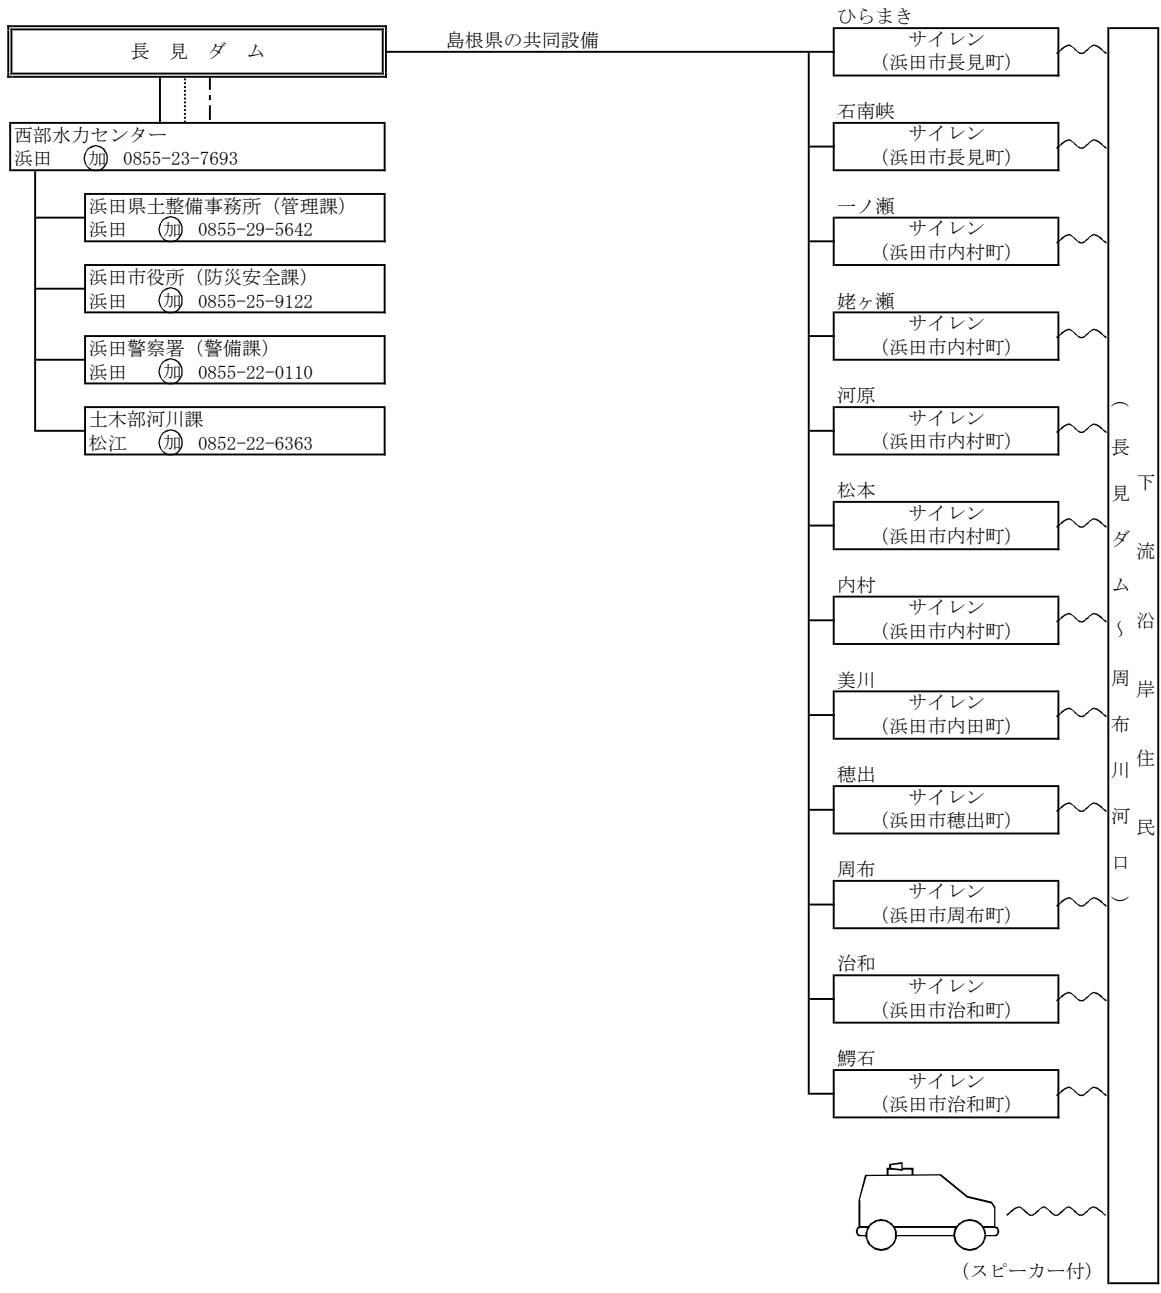 長見ダム
島根県の共同設備
西部水力センター
浜田 加 0855-23-7693
浜田県土整備事務所（管理課）
浜田 加 0855-29-5642
浜田市役所（防災安全課）
浜田 加 0855-25-9122
浜田警察署（警備課）
浜田 加 0855-22-0110
土木部河川課
松江 加 0852-22-6363
ひらまき
サイレン
（浜田市長見町）
石南峡
サイレン
（浜田市長見町）
一ノ瀬
サイレン
（浜田市内村町）
姥ヶ瀬
サイレン
（浜田市内村町）
河原
サイレン
（浜田市内村町）
松本
サイレン
（浜田市内村町）
内村
サイレン
（浜田市内村町）
美川
サイレン
（浜田市内田町）
穂出
サイレン
（浜田市穂出町）
周布
サイレン
（浜田市周布町）
治和
サイレン
（浜田市治和町）
鰐石
サイレン
（浜田市治和町）
（スピーカー付）
下流沿岸住民
（長見ダム～周布川河口）